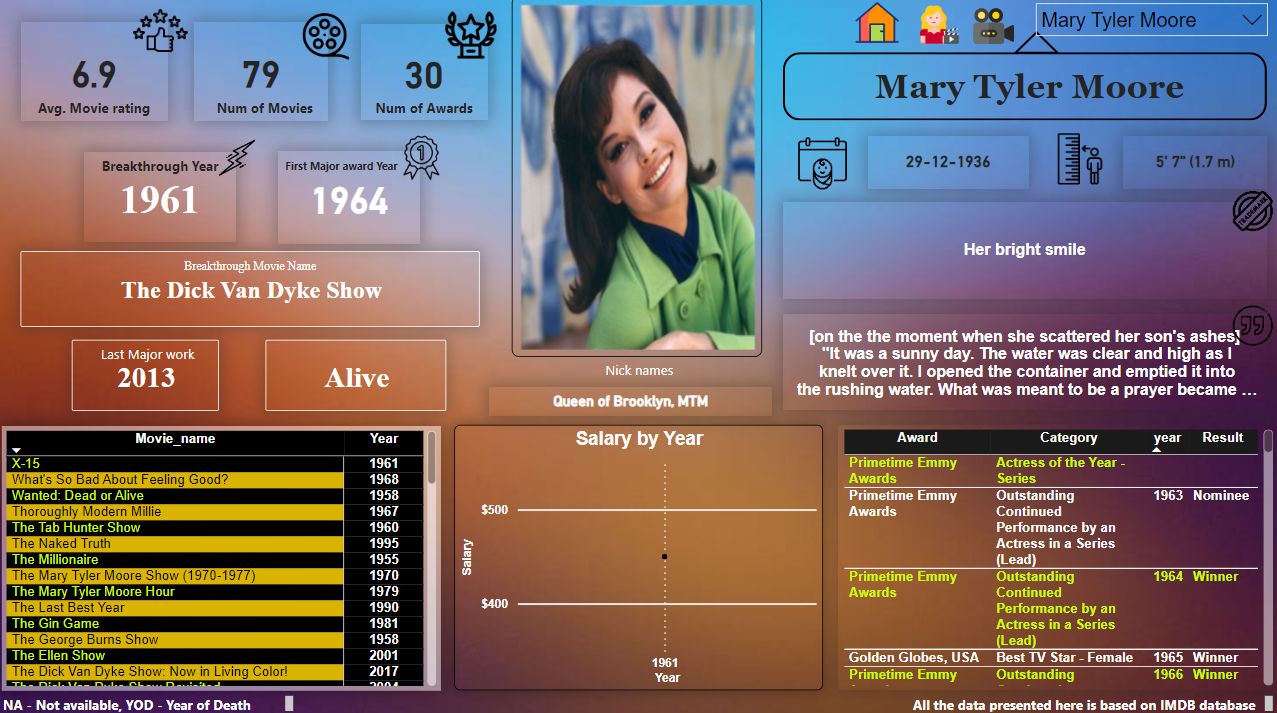 6.9
Avg. Movie rating
79
Num of Movies
30
Num of Awards
Breakthrough Year
1961
First Major award Year
1964
1
Breakthrough Movie Name
The Dick Van Dyke Show
Last Major work
2013
Alive
Nick names
Queen of Brooklyn, MTM
Mary Tyler Moore
Mary Tyler Moore
29-12-1936
5' 7" (1.7 m)
TRADEMARK
Her bright smile
[on the the moment when she scattered her son's ashes]
"It was a sunny day. The water was clear and high as I
knelt over it. I opened the container and emptied it into
the rushing water. What was meant to be a prayer became …
Movie_name Year
X-15 1961
What's So Bad About Feeling Good? 1968
Wanted: Dead or Alive 1958
Thoroughly Modern Millie 1967
The Tab Hunter Show 1960
The Naked Truth 1995
The Millionaire 1955
The Mary Tyler Moore Show (1970-1977) 1970
The Mary Tyler Moore Hour 1979
The Last Best Year 1990
The Gin Game 1981
The George Burns Show 1958
The Ellen Show 2001
The Dick Van Dyke Show: Now in Living Color! 2017
The Dick Van Dyke Show Revisited 2004
Salary by Year
$500
Salary
$400
1961
Year
Award Category year Result
Primetime Emmy Actress of the Year -
Awards Series
Primetime Emmy Outstanding 1963 Nominee
Awards Continued
Performance by an
Actress in a Series
(Lead)
Primetime Emmy Outstanding 1964 Winner
Awards Continued
Performance by an
Actress in a Series
(Lead)
Golden Globes, USA Best TV Star - Female 1965 Winner
Primetime Emmy Outstanding 1966 Winner
NA - Not available, YOD - Year of Death
All the data presented here is based on IMDB database